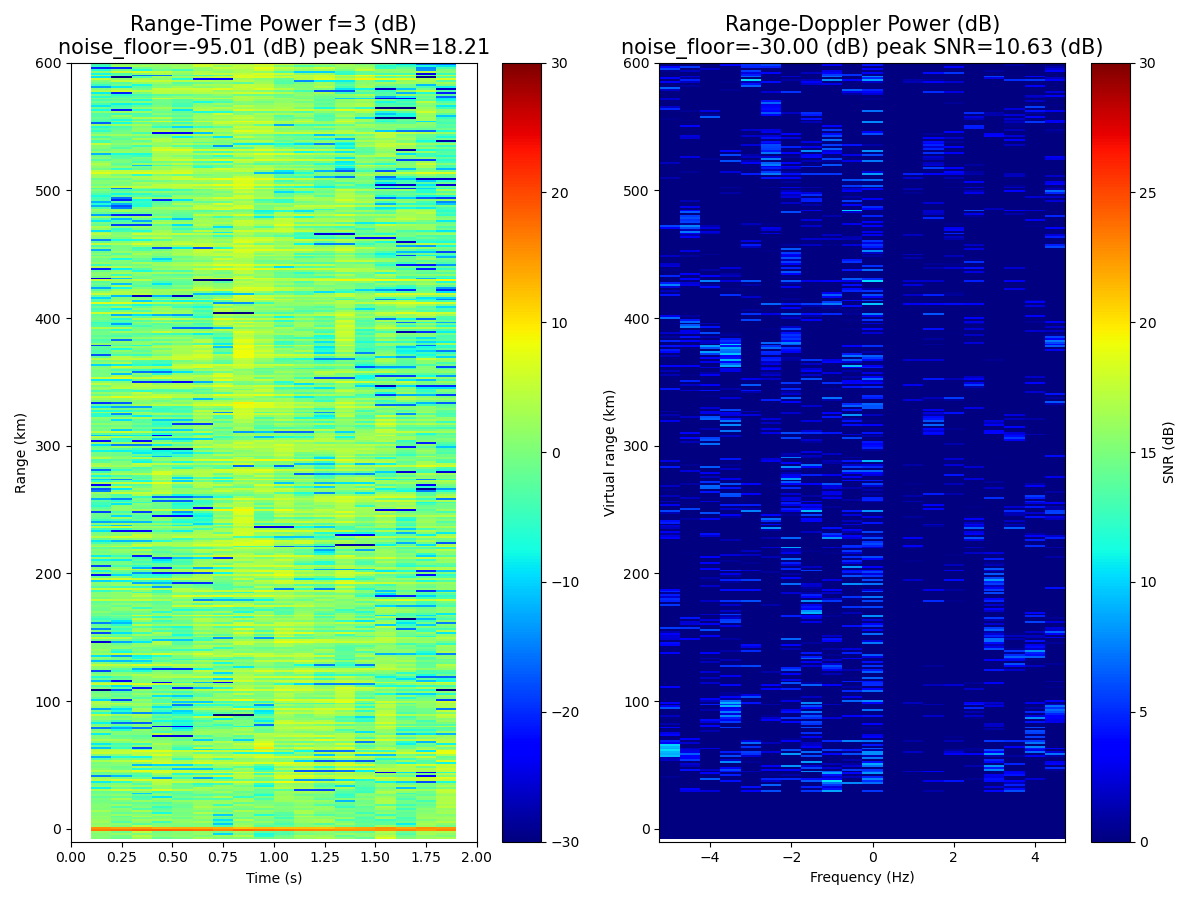 Range-Time Power f=3 (dB)
noise_floor=-95.01 (dB) peak SNR=18.21
Range (km)
600
500
400
300
200
100
0
0.00 0.25 0.50 0.75 1.00 1.25 1.50 1.75 2.00
Time (s)
30
20
10
0
−10
−20
−30
Range-Doppler Power (dB)
noise_floor=-30.00 (dB) peak SNR=10.63 (dB)
Virtual range (km)
600
500
400
300
200
100
0
−4 −2 0 2 4
Frequency (Hz)
30
25
20
15
10
5
0
SNR (dB)